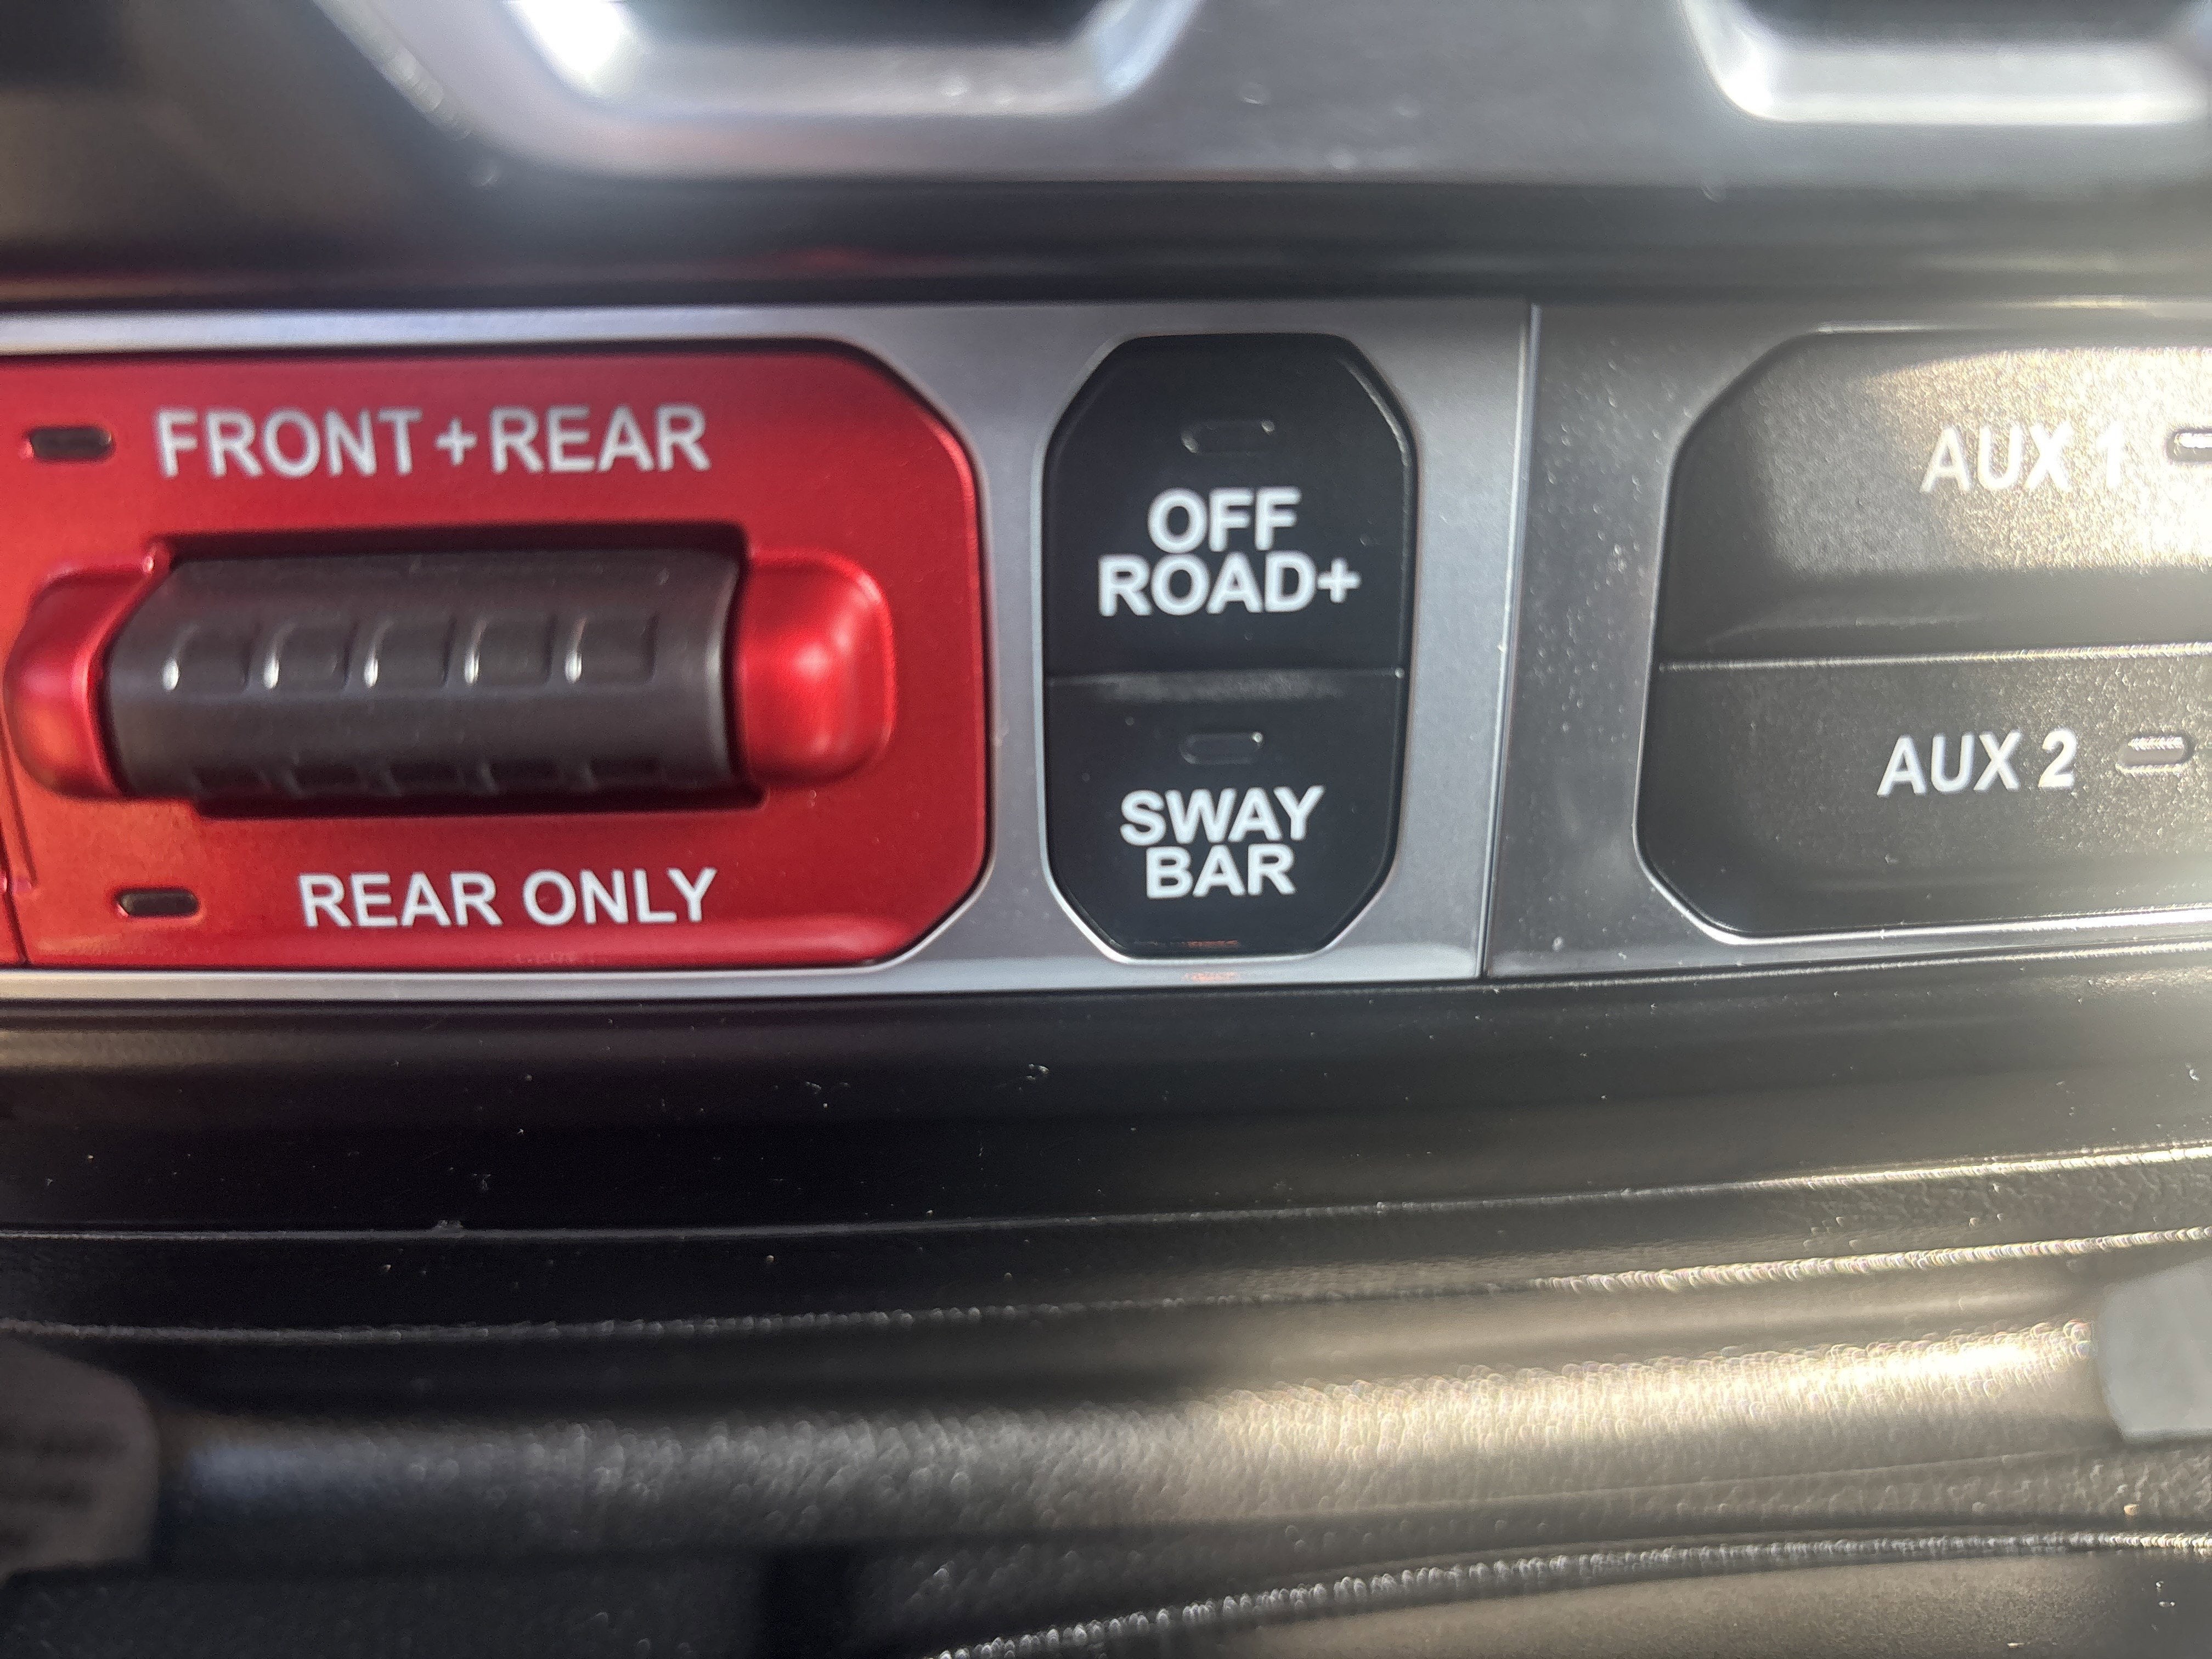 FRONT+REAR
REAR ONLY
OFF
ROAD+
SWAY
BAR
AUX 1
AUX 2